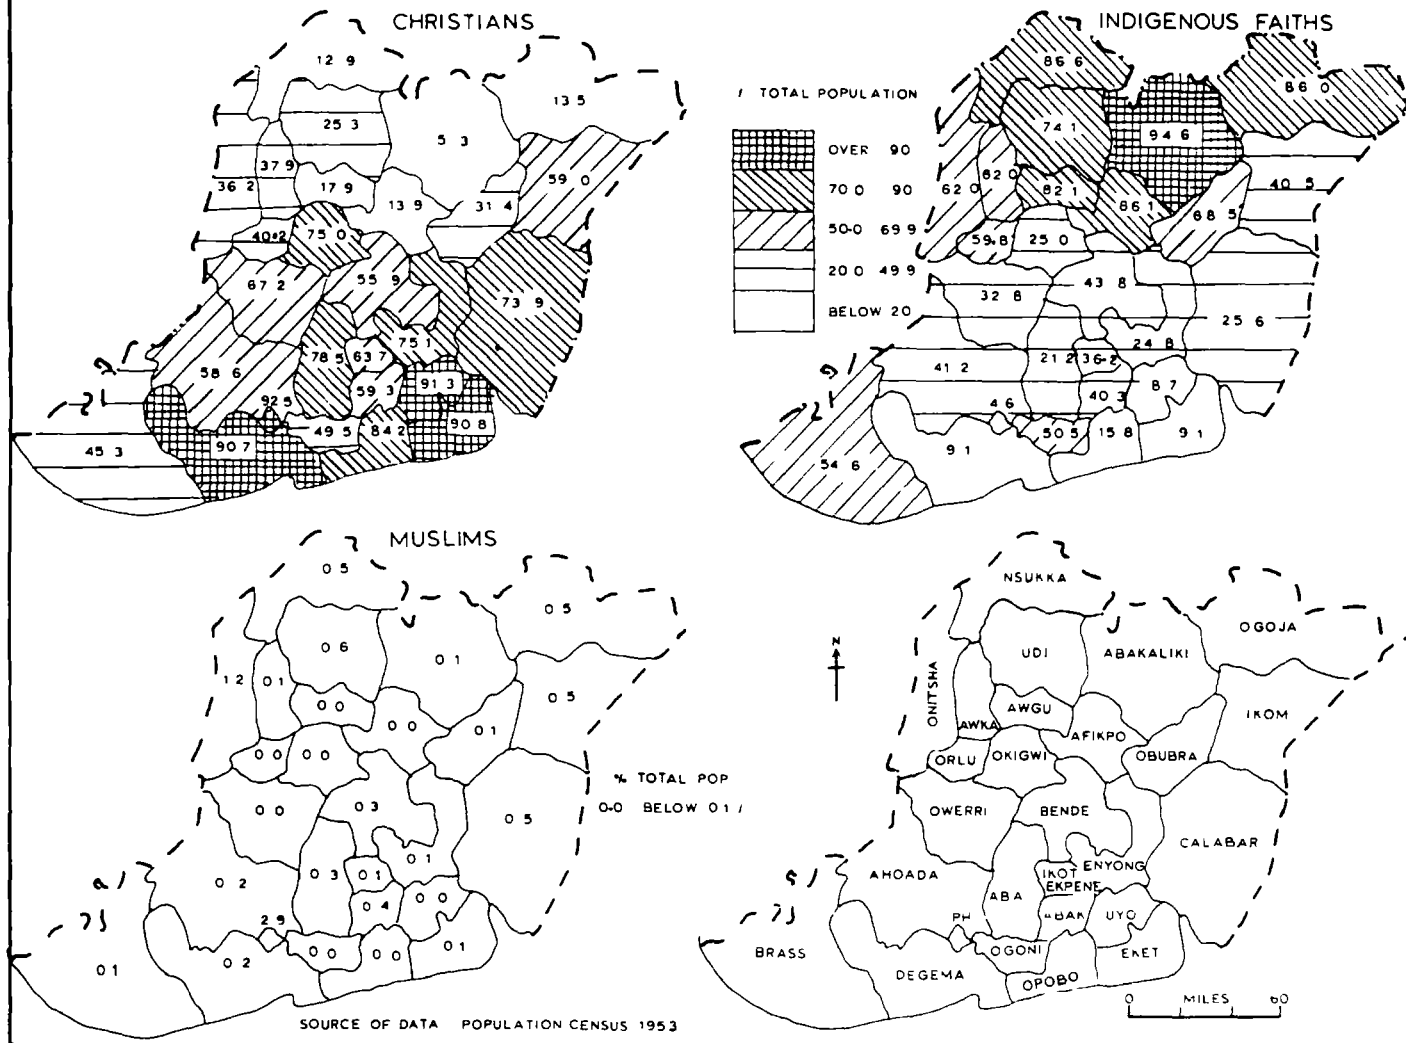 CHRISTIANS
12 9
13 5
25 3
5 3
37 9
36 2
17 9
13 9
31 4
59 0
40·2
75 0
67 2
55 9
73 9
78 5
63 7
75 1
58 6
59 3
91 3
92 5
49 5
84 2
90 8
90 7
45 3
INDIGENOUS FAITHS
86 6
86 0
74 1
94 6
62 0
62 0
82 1
86 1
68 5
40 5
59·8
25 0
32 8
43 8
25 6
24 8
21 2
36·2
41 2
40 3
8 7
4 6
50 5
15 8
9 1
9 1
54 6
TOTAL POPULATION
OVER 90
70 0 90
50·0 69 9
20 0 49 9
BELOW 20
MUSLIMS
0 5
0 5
0 6
0 1
1 2
0 1
0 0
0 0
0 1
0 5
0 0
0 0
0 0
0 3
0 5
0 3
0 1
0 1
0 2
0 4
0 0
2 9
0 0
0 0
0 1
0 2
0 1
% TOTAL POP
0·0 BELOW 0 1 /
N
NSUKKA
OGOJA
UDI
ABAKALIKI
ONITSHA
AWKA
AWGU
AFIKPO
IKOM
ORLU
OKIGWI
OBUBRA
OWERRI
BENDE
CALABAR
AHOADA
ABA
IKOT
EKPENE
ENYONG
PH
ABAK
UYO
BRASS
DEGEMA
OGONI
OPOBO
EKET
0 MILES 60
SOURCE OF DATA POPULATION CENSUS 1953